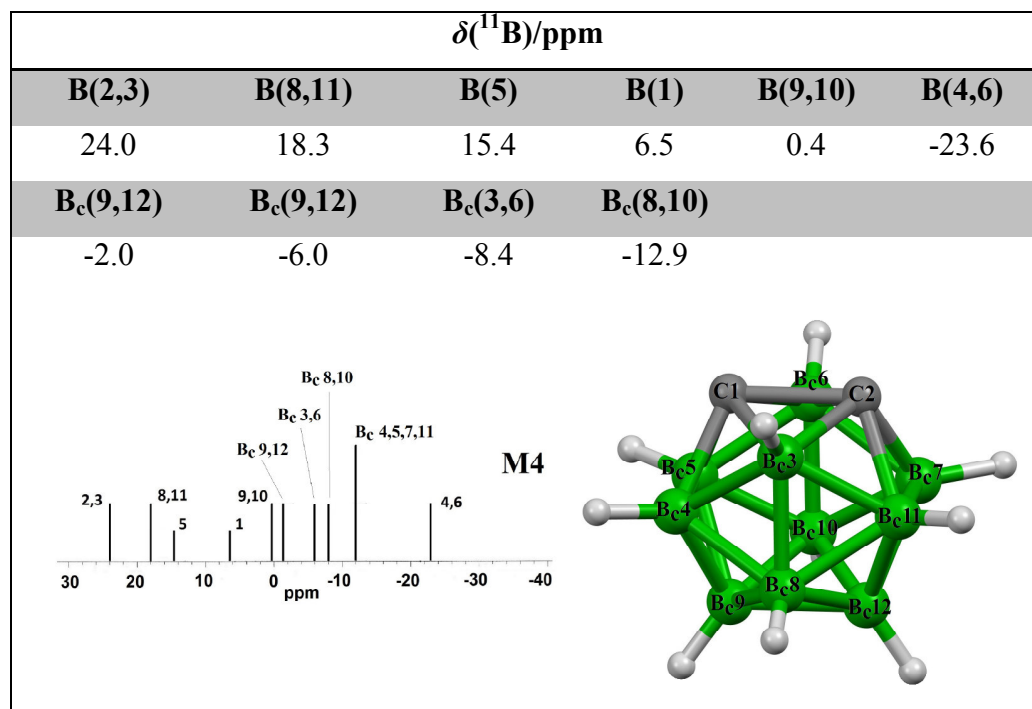 δ(¹¹B)/ppm
B(2,3) B(8,11) B(5) B(1) B(9,10) B(4,6)
24.0 18.3 15.4 6.5 0.4 -23.6
Bc(9,12) Bc(9,12) Bc(3,6) Bc(8,10)
-2.0 -6.0 -8.4 -12.9
Bc 8,10
Bc 3,6
Bc 4,5,7,11
Bc 9,12
M4
2,3
8,11
9,10
4,6
5
1
30 20 10 0 -10 -20 -30 -40
ppm
Bc6
C1
C2
Bc3
Bc5
Bc7
Bc4
Bc11
Bc10
Bc9
Bc8
Bc12